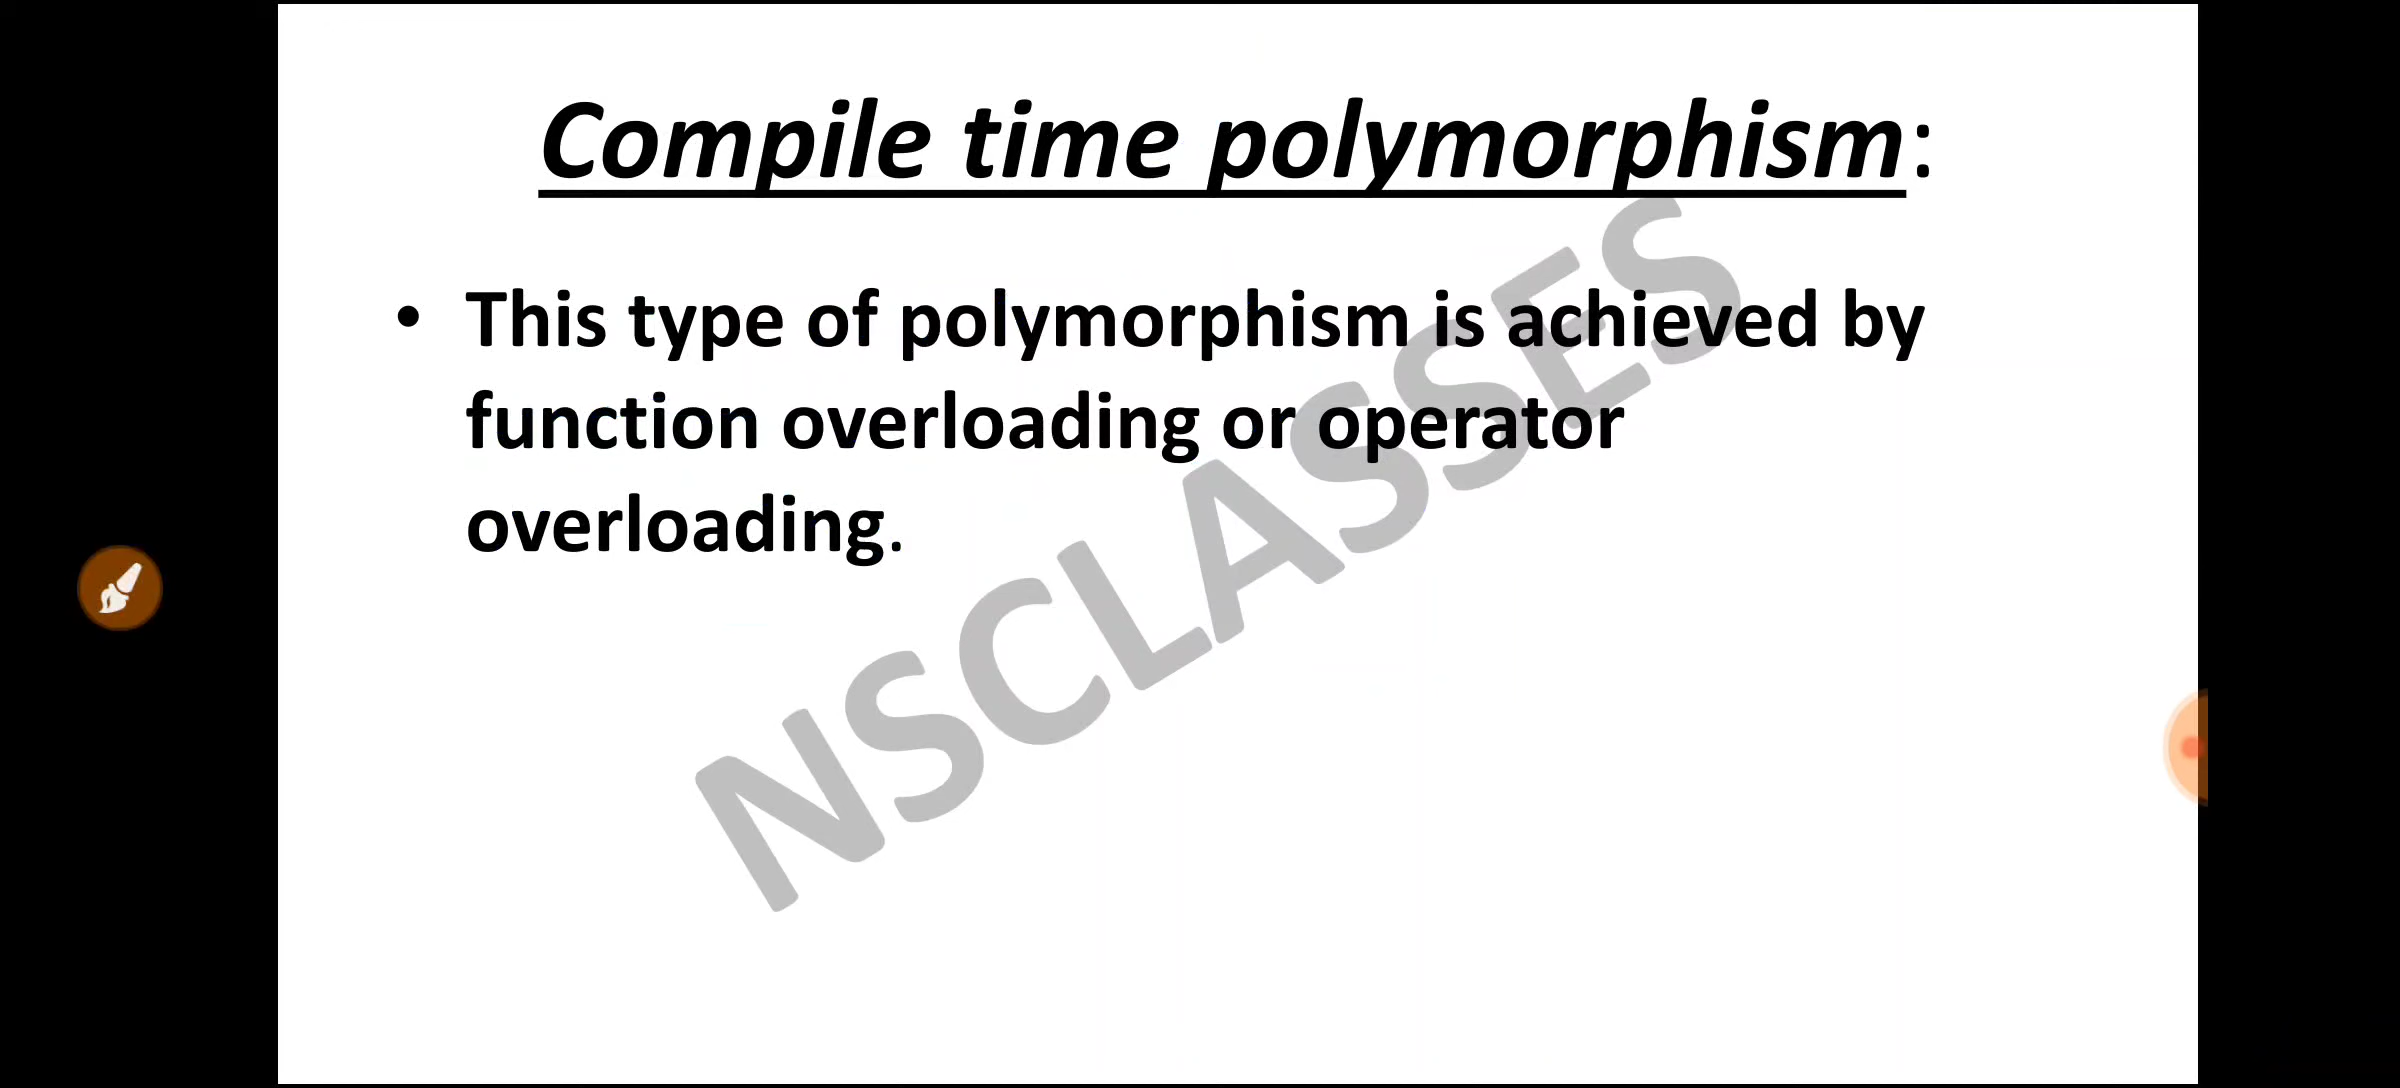 Compile time polymorphism:
• This type of polymorphism is achieved by
function overloading or operator
overloading.
NSCLASSES